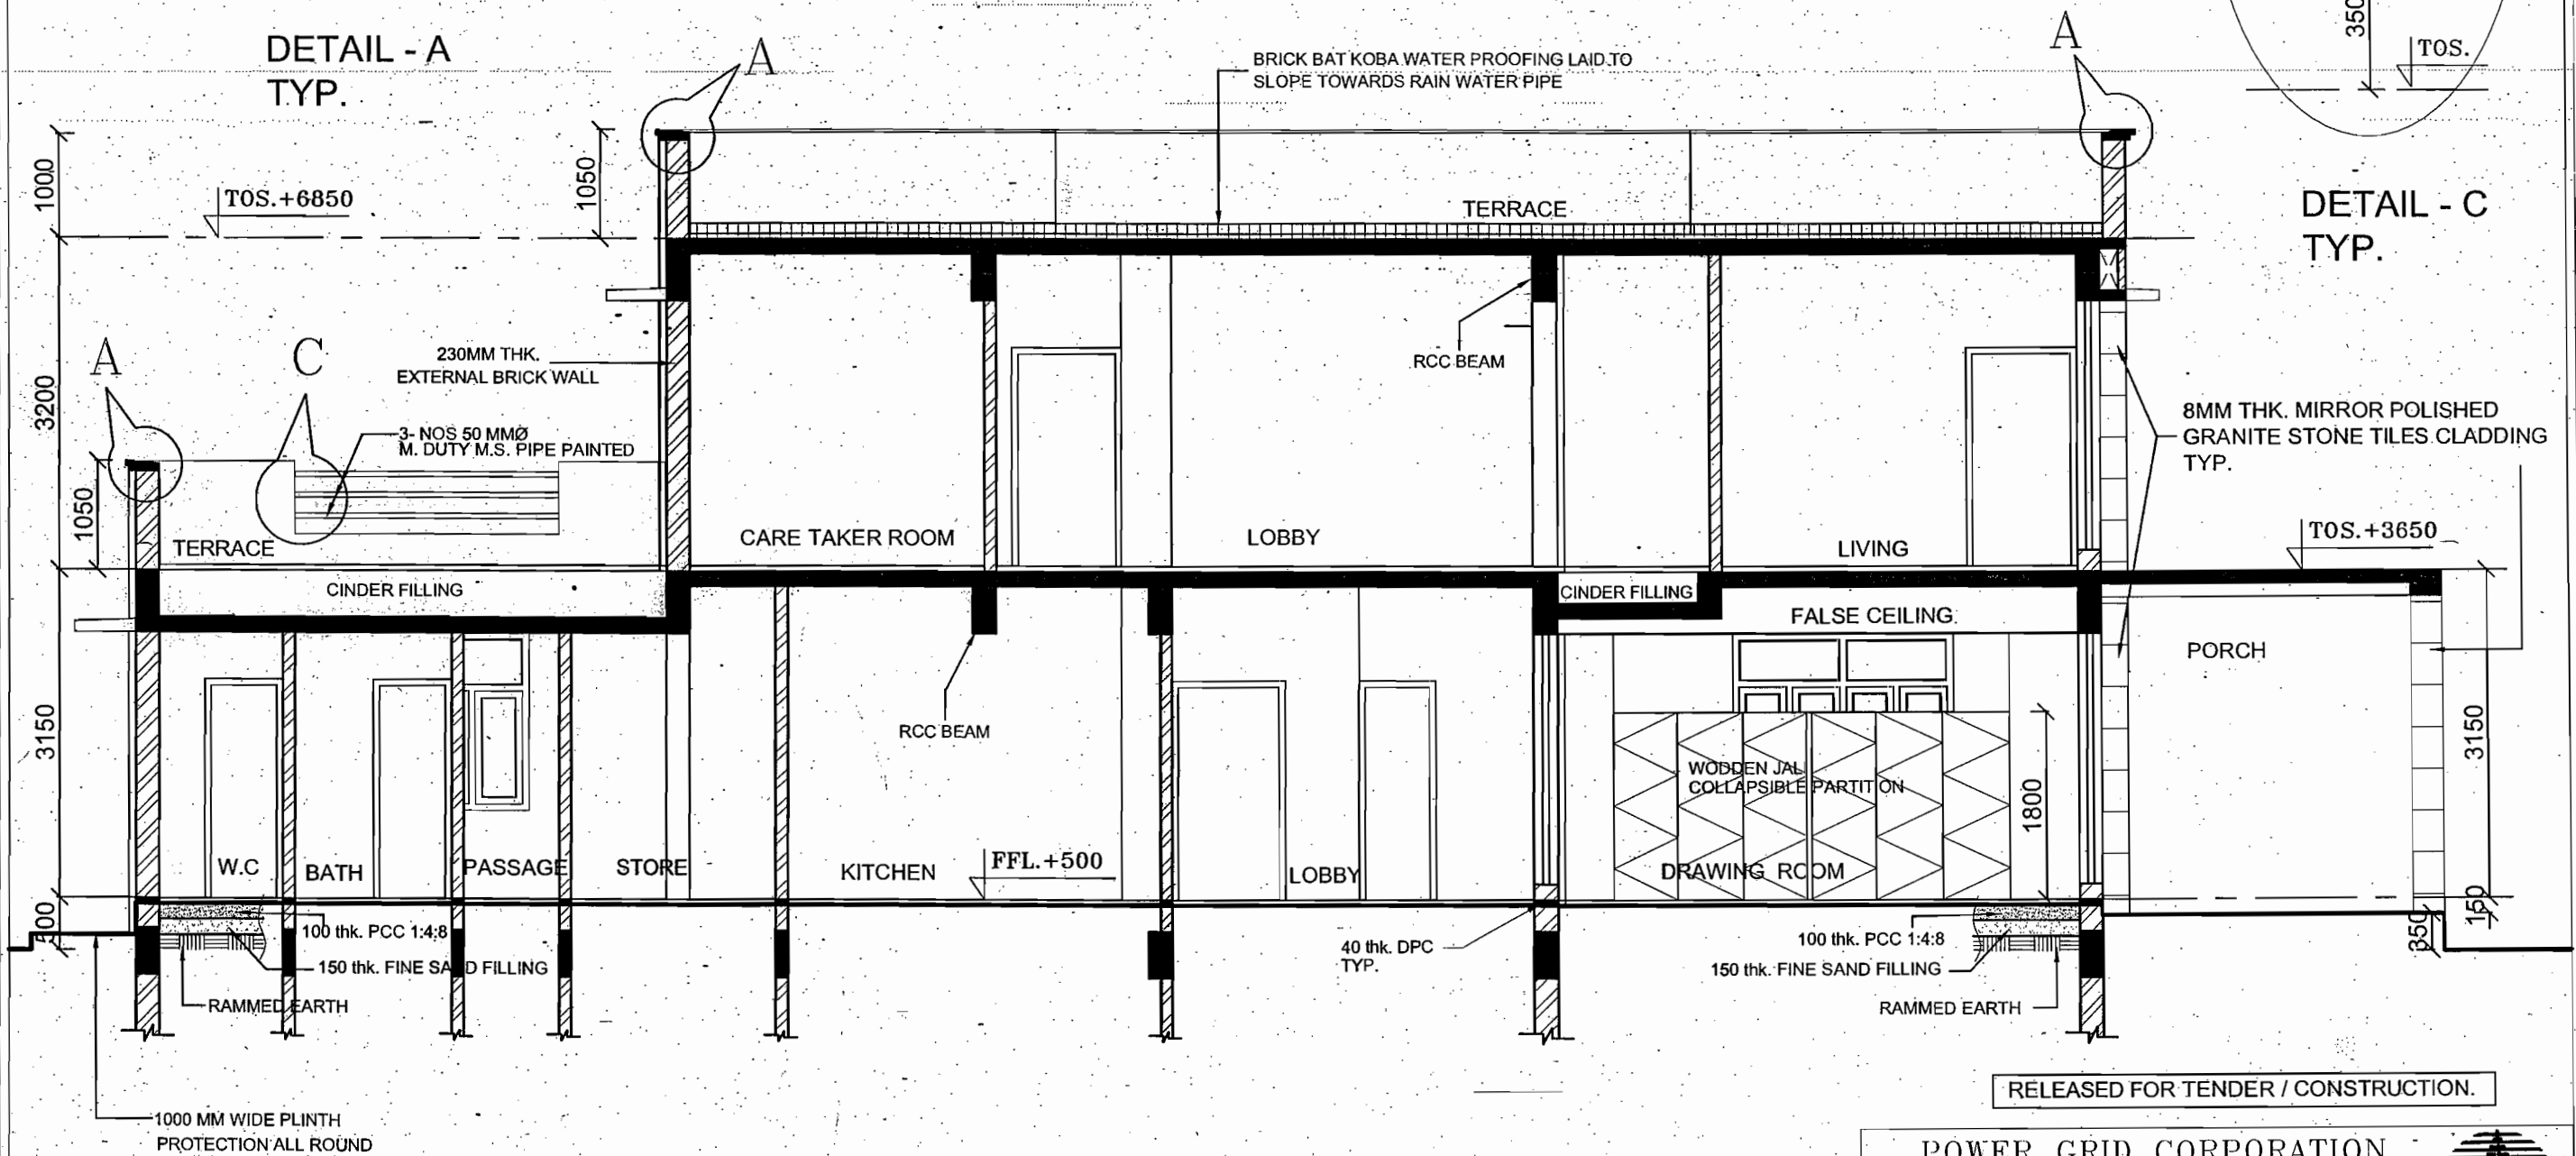 DETAIL - A
TYP.
A
BRICK BAT KOBA WATER PROOFING LAID TO
SLOPE TOWARDS RAIN WATER PIPE
A
350
TOS.
1000
TOS.+6850
1050
TERRACE
DETAIL - C
TYP.
A
C
230MM THK.
EXTERNAL BRICK WALL
RCC BEAM
3200
3- NOS 50 MMØ
M. DUTY M.S. PIPE PAINTED
8MM THK. MIRROR POLISHED
GRANITE STONE TILES CLADDING
TYP.
1050
TERRACE
CARE TAKER ROOM
LOBBY
LIVING
TOS.+3650
CINDER FILLING
CINDER FILLING
FALSE CEILING
PORCH
RCC BEAM
3150
WODDEN JALI
COLLAPSIBLE PARTITION
1800
3150
W.C
BATH
PASSAGE
STORE
KITCHEN
FFL.+500
LOBBY
DRAWING ROOM
500
100 thk. PCC 1:4:8
150 thk. FINE SAND FILLING
RAMMED EARTH
40 thk. DPC
TYP.
100 thk. PCC 1:4:8
150 thk. FINE SAND FILLING
RAMMED EARTH
350
150
1000 MM WIDE PLINTH
PROTECTION ALL ROUND
RELEASED FOR TENDER / CONSTRUCTION.
POWER GRID CORPORATION